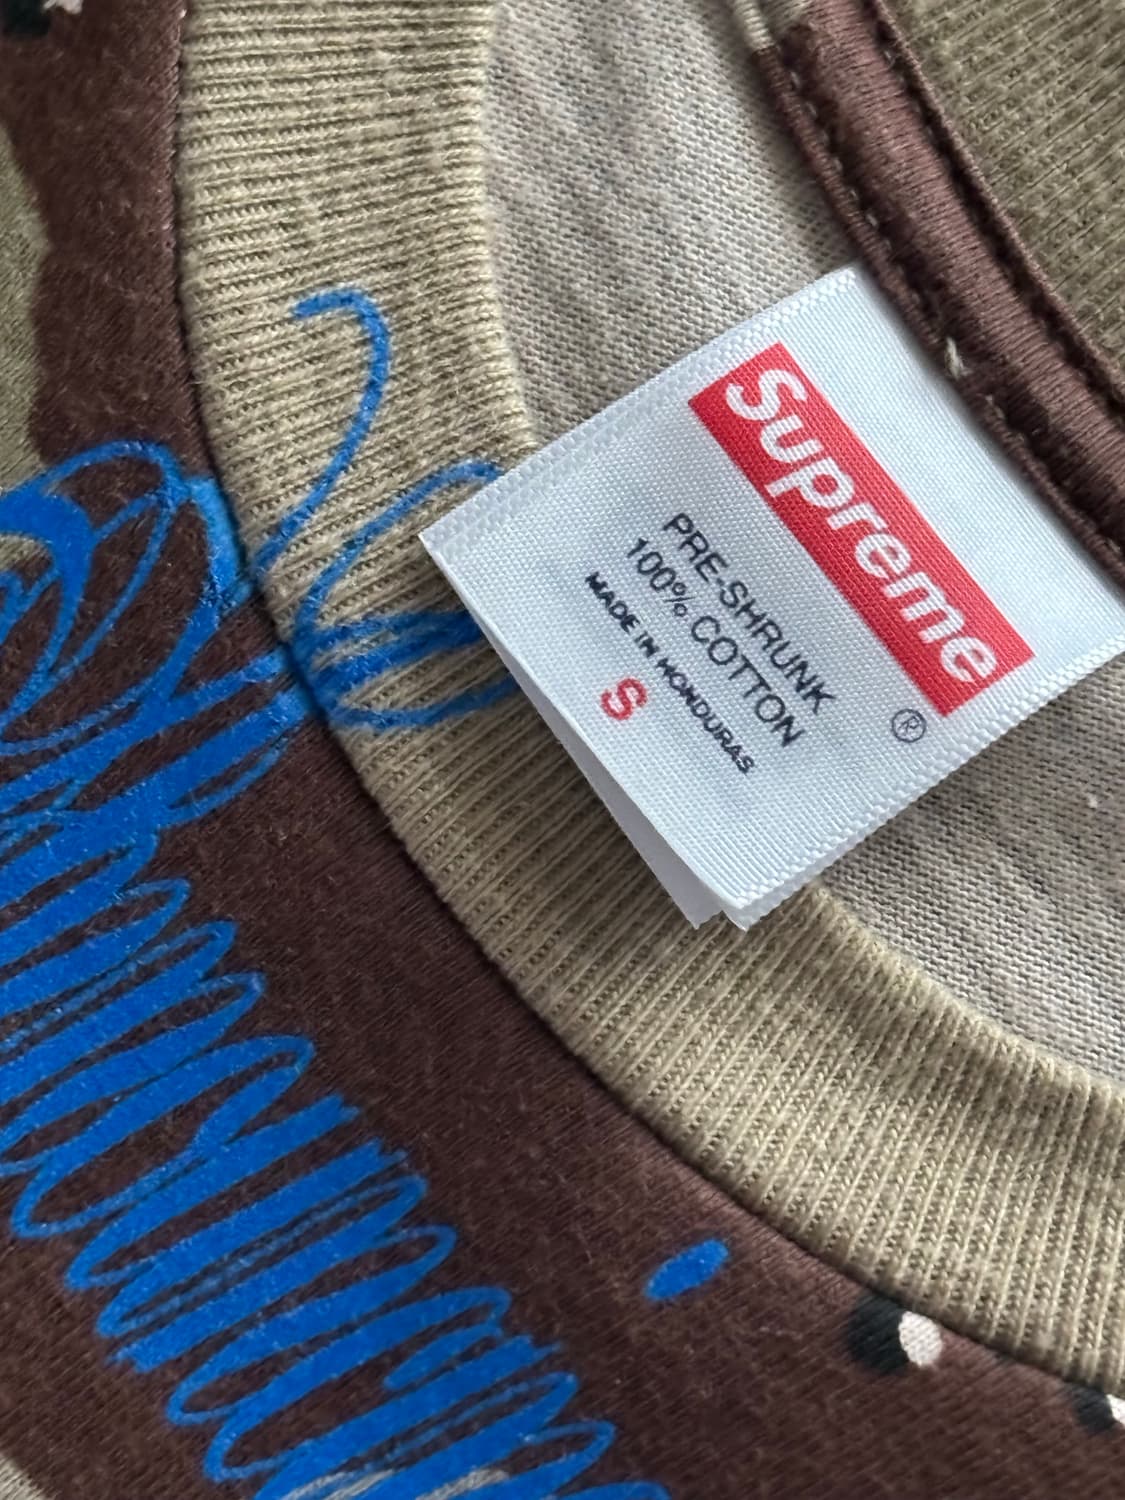 Supreme
®
PRE-SHRUNK
100% COTTON
MADE IN HONDURAS
S